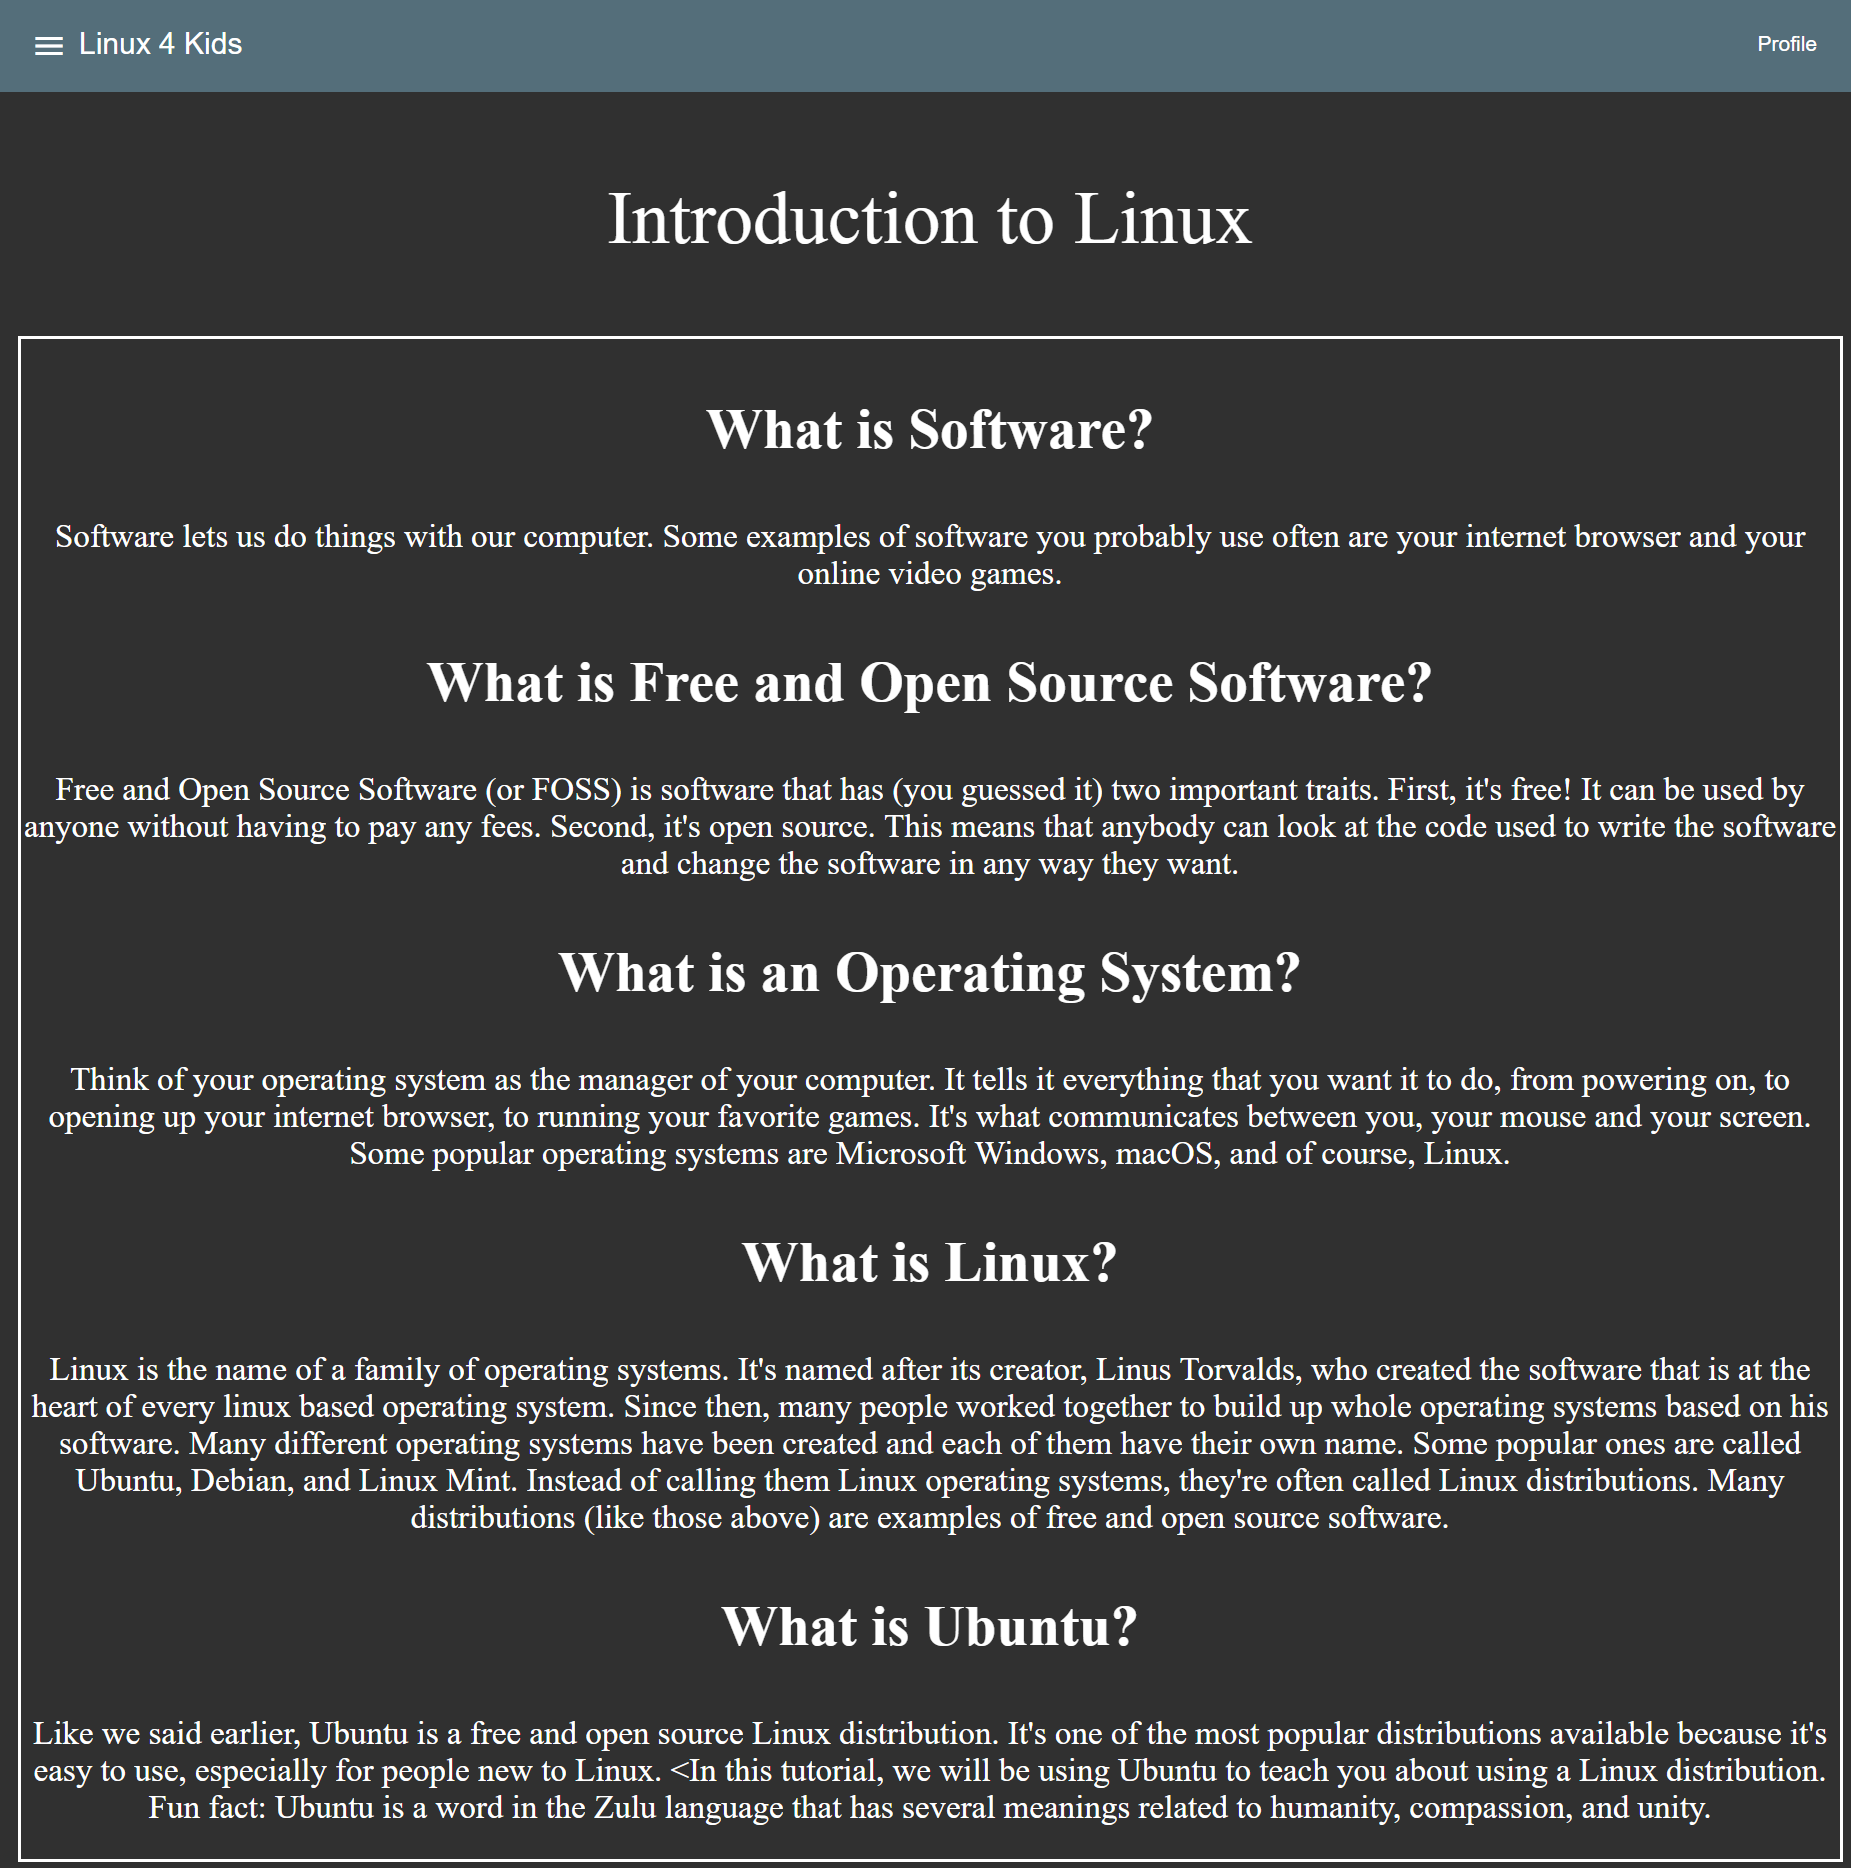 Linux 4 Kids
Profile
Introduction to Linux
What is Software?
Software lets us do things with our computer. Some examples of software you probably use often are your internet browser and your
online video games.
What is Free and Open Source Software?
Free and Open Source Software (or FOSS) is software that has (you guessed it) two important traits. First, it's free! It can be used by
anyone without having to pay any fees. Second, it's open source. This means that anybody can look at the code used to write the software
and change the software in any way they want.
What is an Operating System?
Think of your operating system as the manager of your computer. It tells it everything that you want it to do, from powering on, to
opening up your internet browser, to running your favorite games. It's what communicates between you, your mouse and your screen.
Some popular operating systems are Microsoft Windows, macOS, and of course, Linux.
What is Linux?
Linux is the name of a family of operating systems. It's named after its creator, Linus Torvalds, who created the software that is at the
heart of every linux based operating system. Since then, many people worked together to build up whole operating systems based on his
software. Many different operating systems have been created and each of them have their own name. Some popular ones are called
Ubuntu, Debian, and Linux Mint. Instead of calling them Linux operating systems, they're often called Linux distributions. Many
distributions (like those above) are examples of free and open source software.
What is Ubuntu?
Like we said earlier, Ubuntu is a free and open source Linux distribution. It's one of the most popular distributions available because it's
easy to use, especially for people new to Linux. <In this tutorial, we will be using Ubuntu to teach you about using a Linux distribution.
Fun fact: Ubuntu is a word in the Zulu language that has several meanings related to humanity, compassion, and unity.